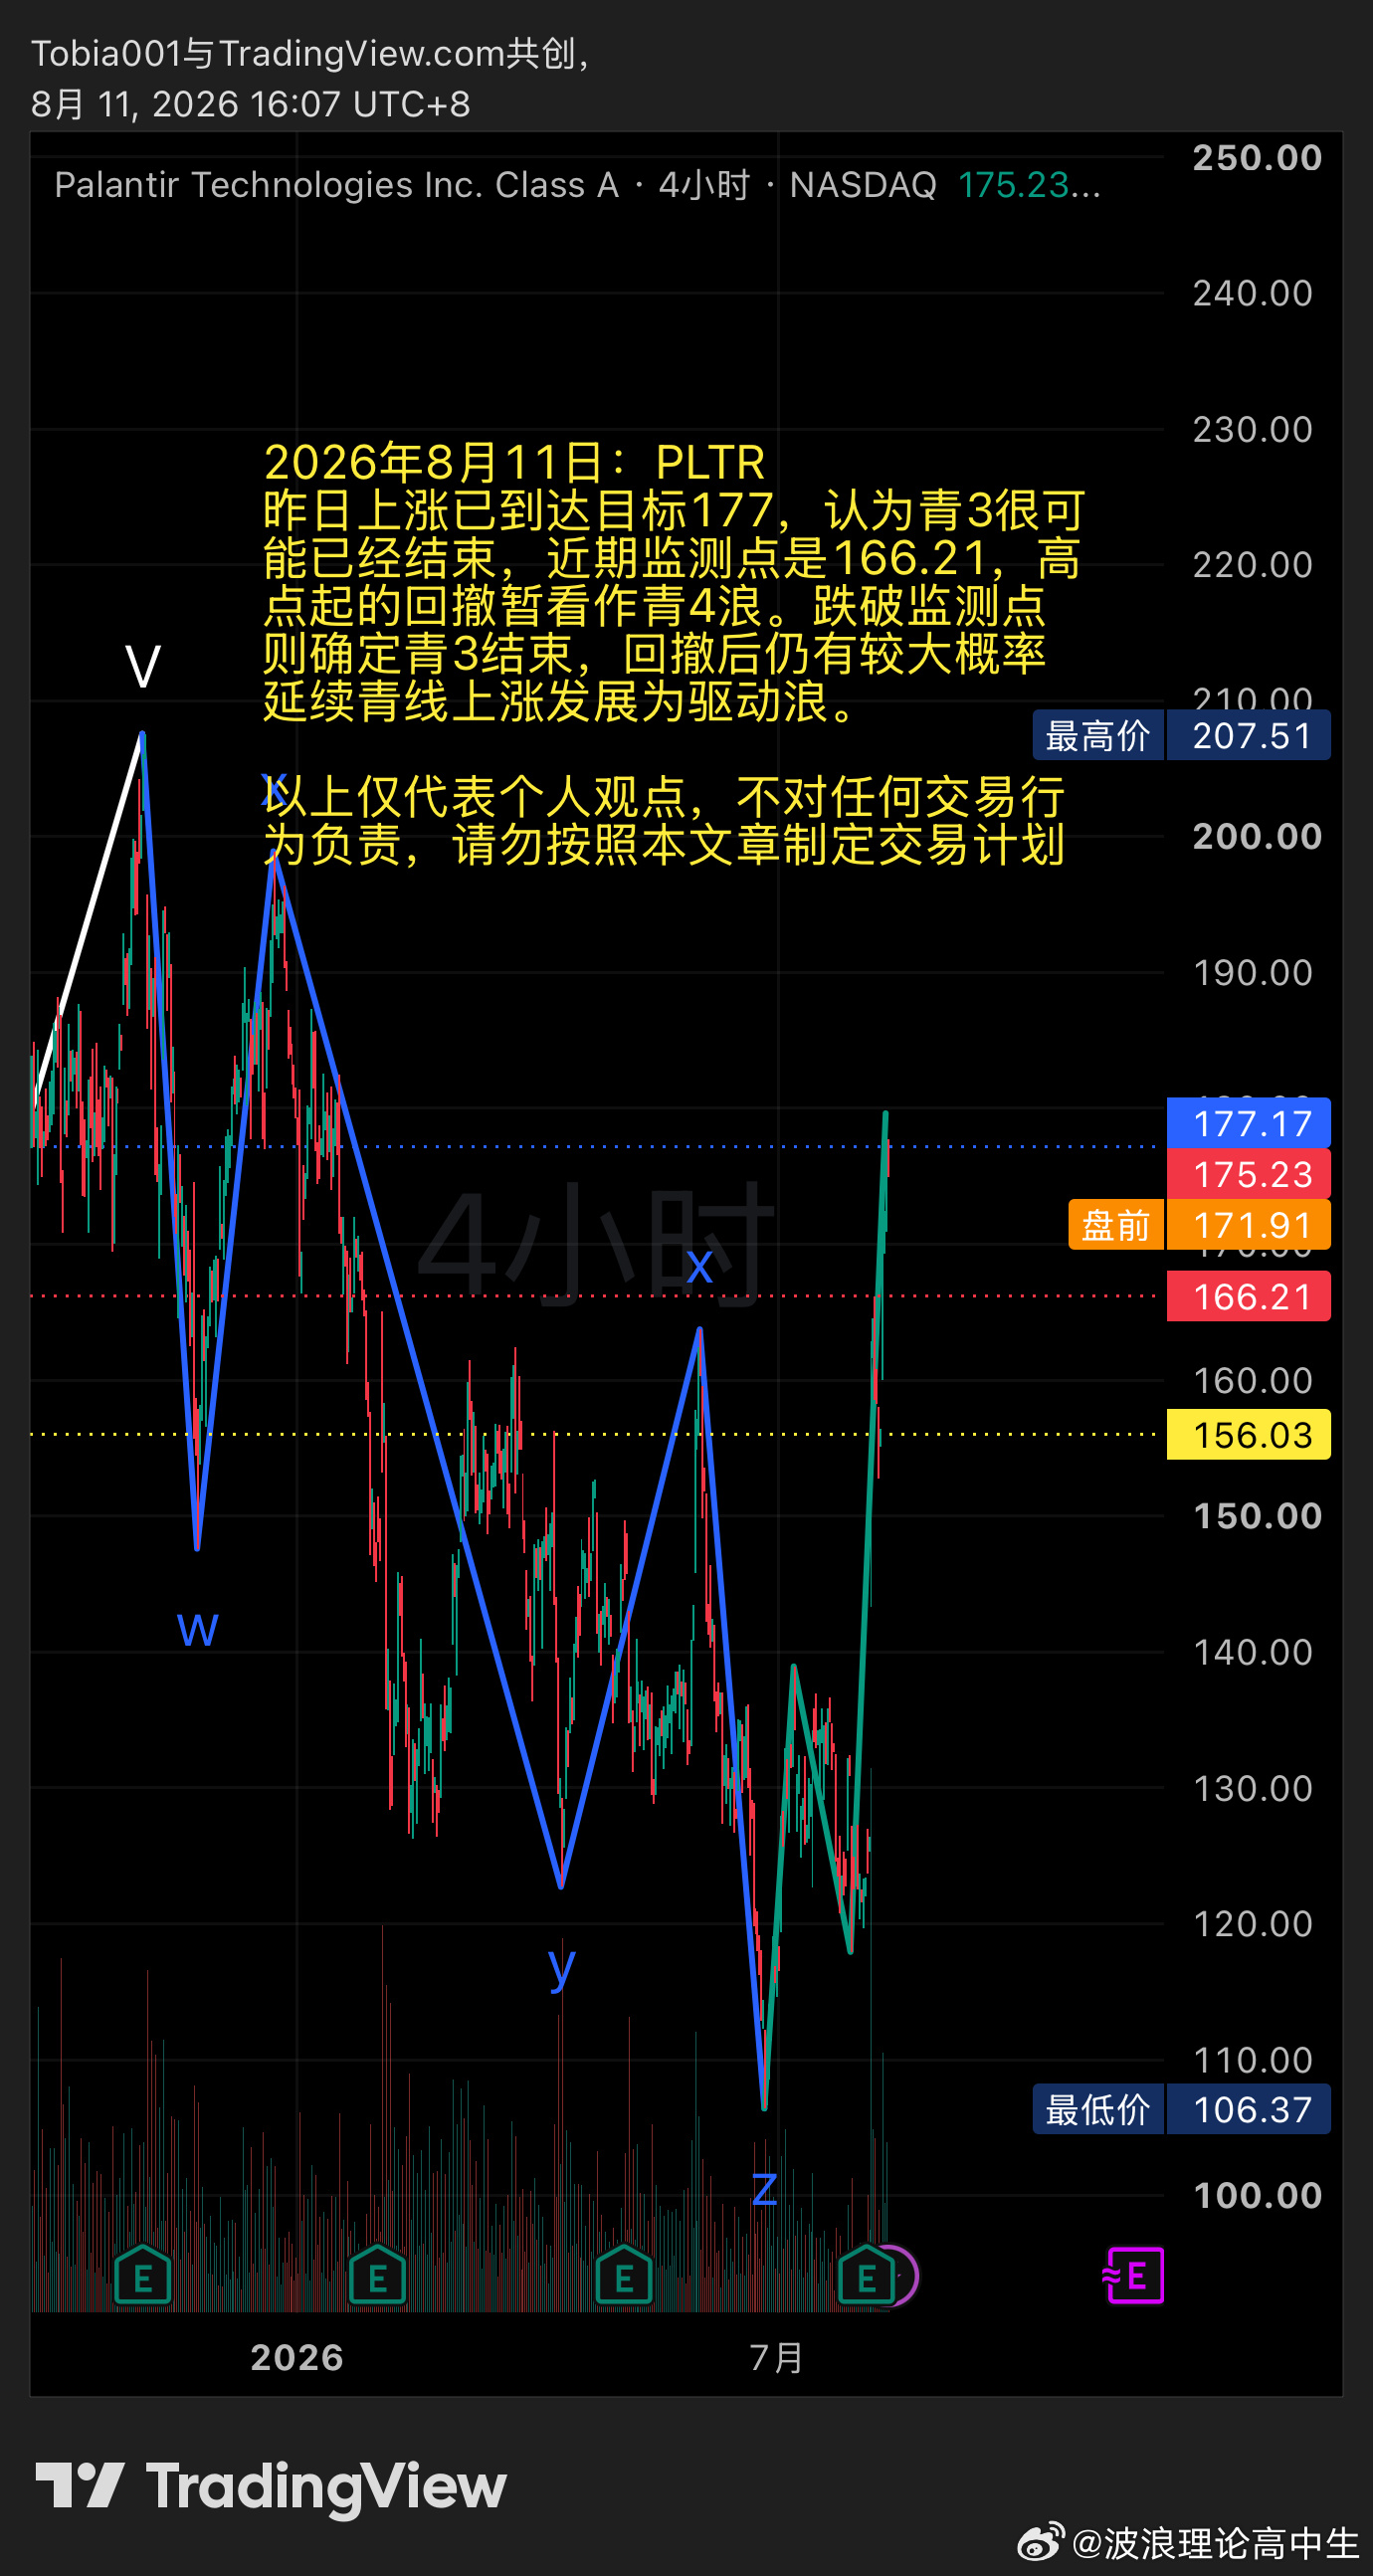 Tobia001与TradingView.com共创,
8月 11, 2026 16:07 UTC+8
Palantir Technologies Inc. Class A · 4小时 · NASDAQ 175.23...
250.00
240.00
230.00
2026年8月11日：PLTR
昨日上涨已到达目标177，认为青3很可
能已经结束，近期监测点是166.21，高
点起的回撤暂看作青4浪。跌破监测点
则确定青3结束，回撤后仍有较大概率
延续青线上涨发展为驱动浪。
220.00
210.00
V
最高价 207.51
x
以上仅代表个人观点，不对任何交易行
为负责，请勿按照本文章制定交易计划
200.00
190.00
177.17
175.23
盘前 171.91
4小时
x
166.21
160.00
156.03
150.00
w
140.00
130.00
120.00
y
110.00
最低价 106.37
z
100.00
E E E E ≈E
2026 7月
TradingView
@波浪理论高中生